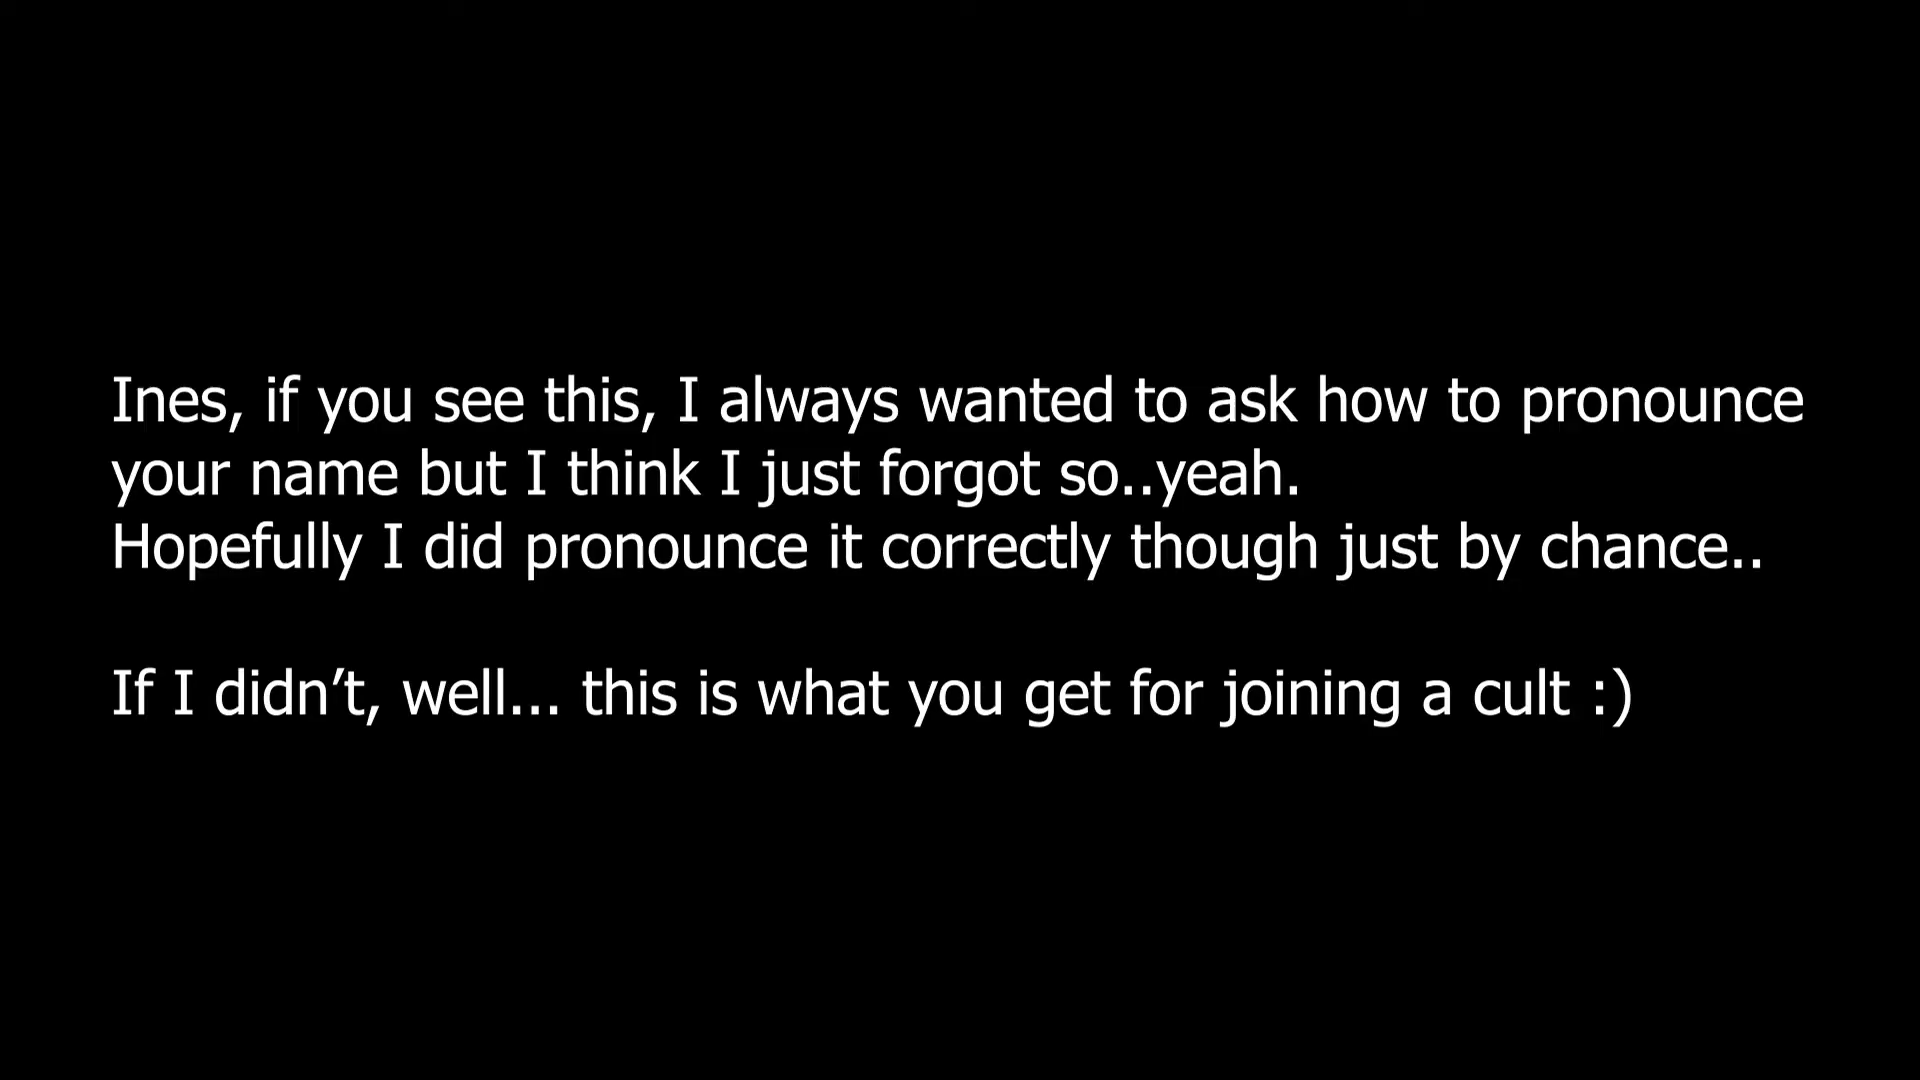 Ines, if you see this, I always wanted to ask how to pronounce
your name but I think I just forgot so..yeah.
Hopefully I did pronounce it correctly though just by chance..
If I didn’t, well... this is what you get for joining a cult :)